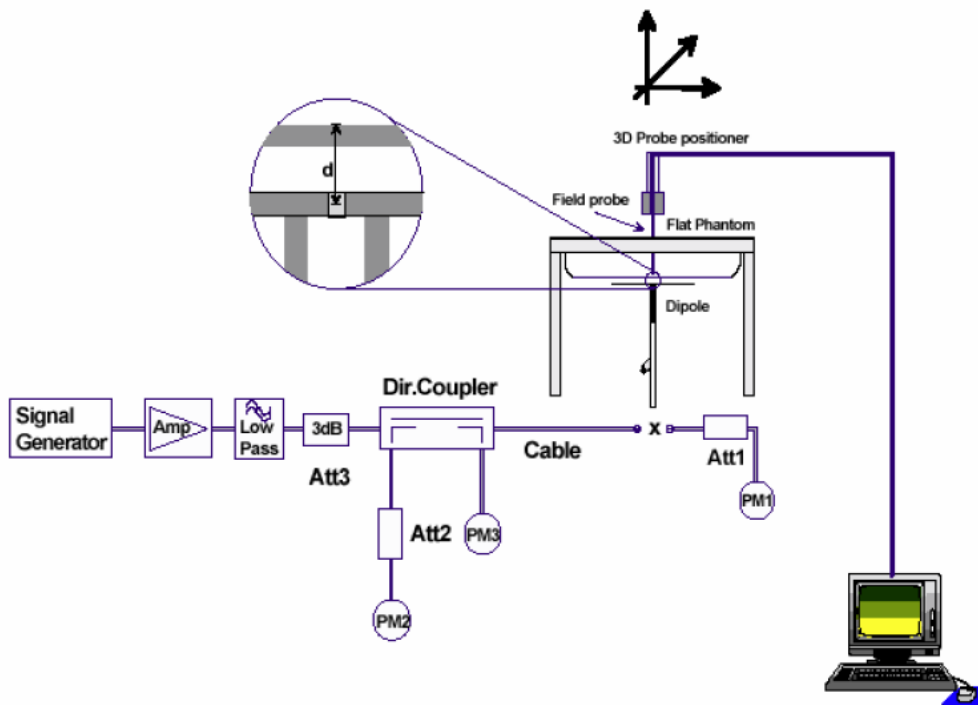 3D Probe positioner
d
Field probe
Flat Phantom
Dipole
Dir.Coupler
Signal
Generator
Amp
Low
Pass
3dB
Att3
Cable
x
Att1
PM1
Att2
PM3
PM2